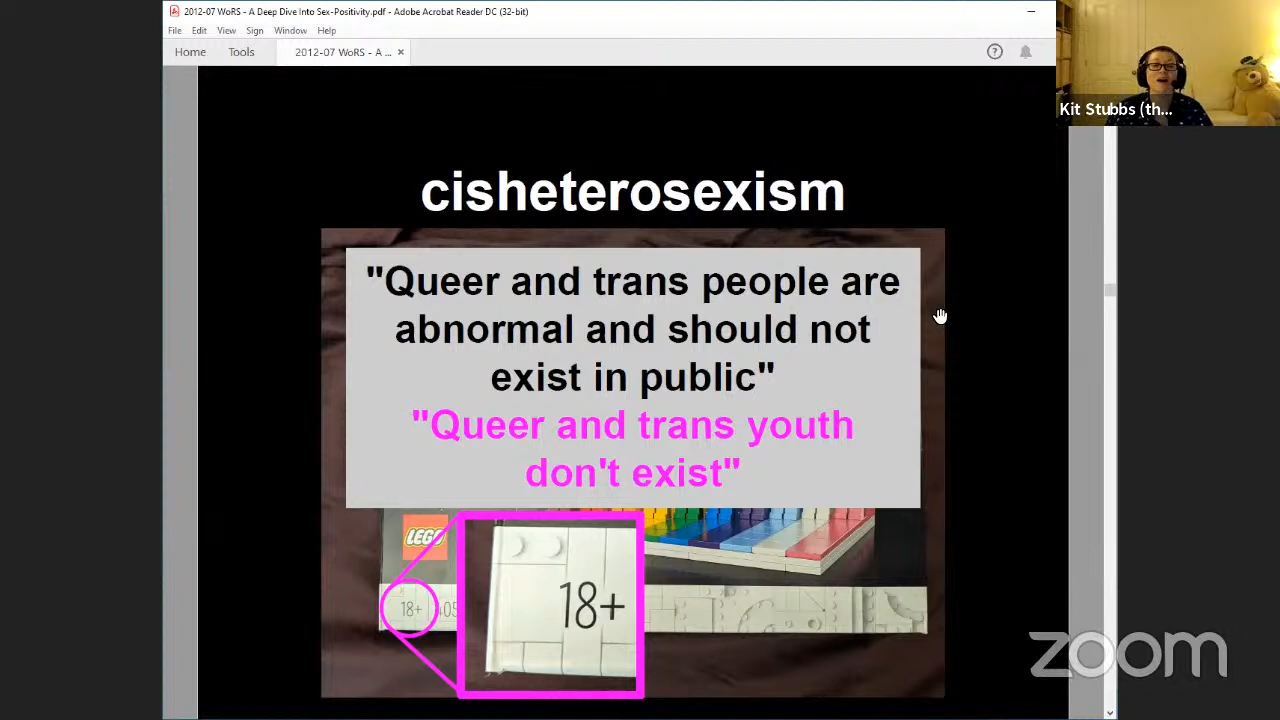 2012-07 WoRS - A Deep Dive Into Sex-Positivity.pdf - Adobe Acrobat Reader DC (32-bit)
File Edit View Sign Window Help
Home Tools 2012-07 WoRS - A ... ×
Kit Stubbs (th...
cisheterosexism
"Queer and trans people are
abnormal and should not
exist in public"
"Queer and trans youth
don't exist"
LEGO
18+
18+ 405
zoom